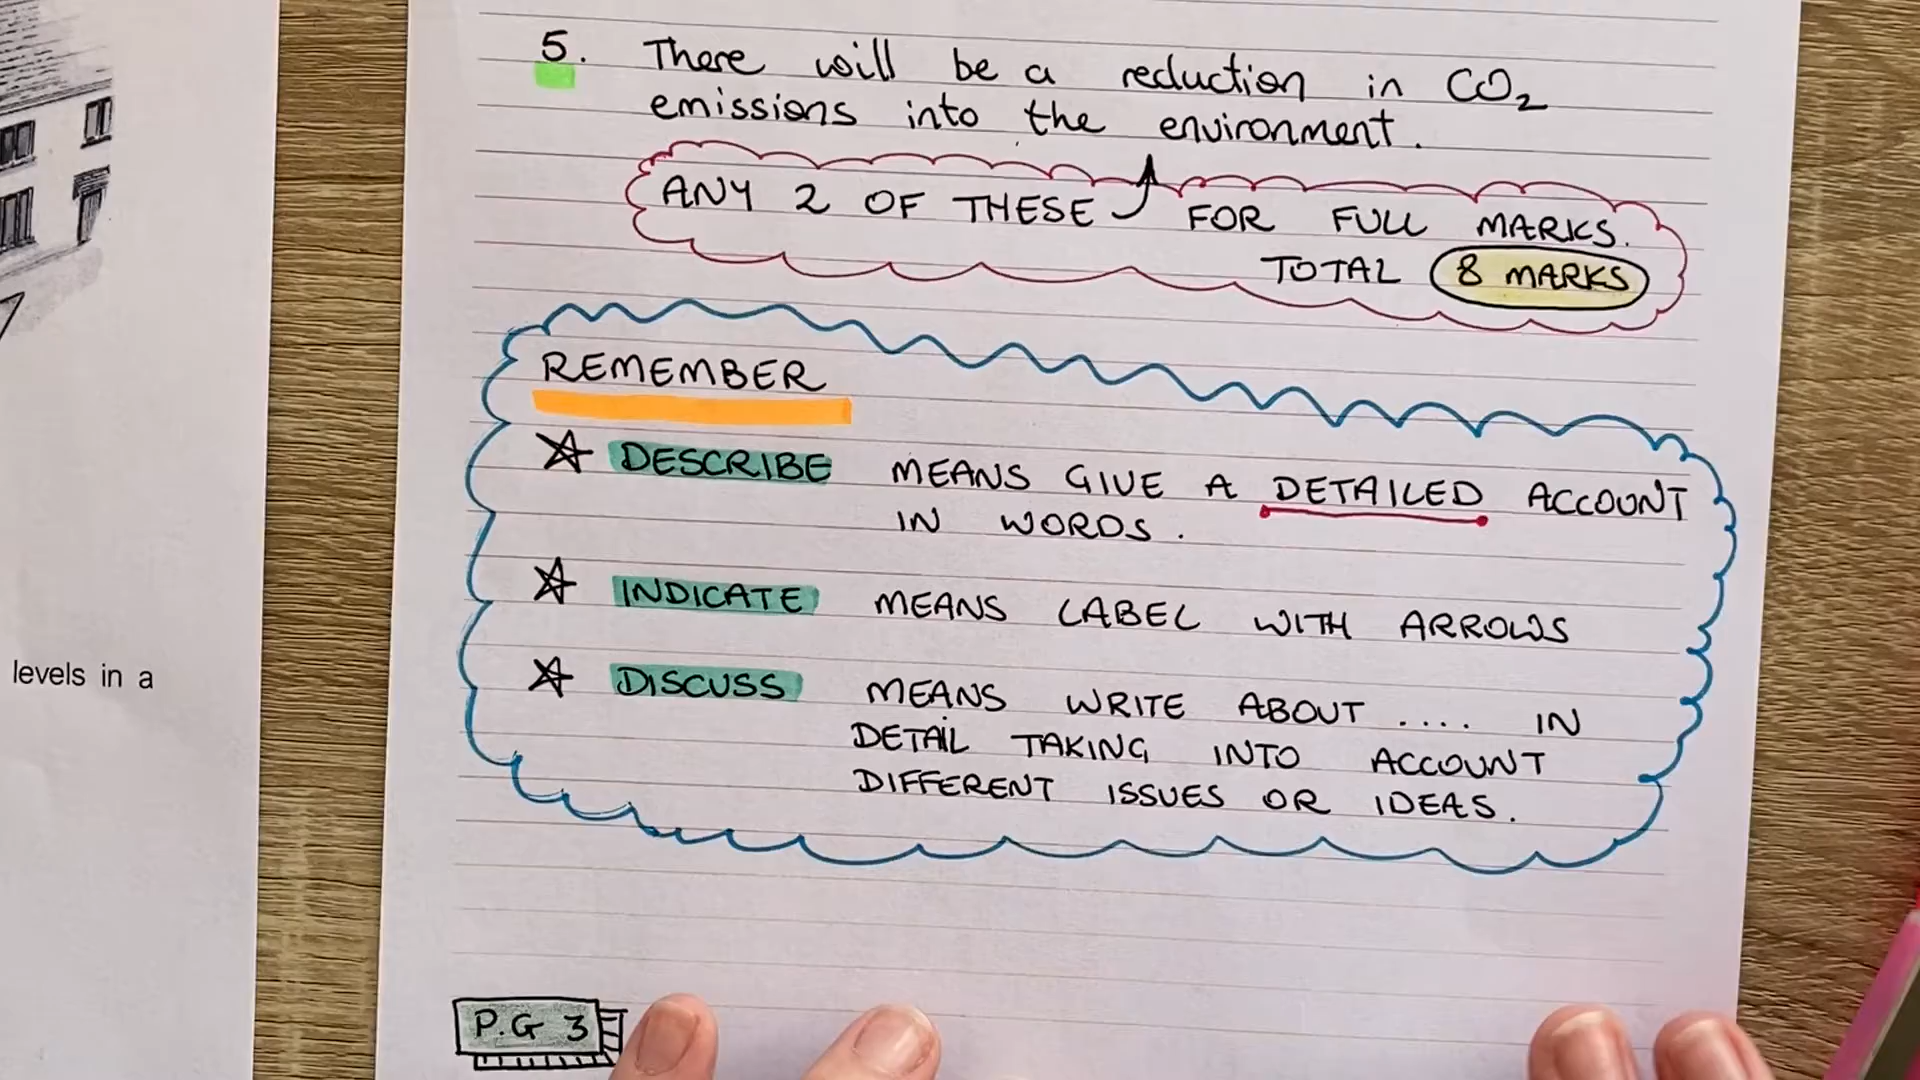 5. There will be a reduction in CO₂
emissions into the environment.
ANY 2 OF THESE FOR FULL MARKS.
TOTAL 8 MARKS
REMEMBER
DESCRIBE MEANS GIVE A DETAILED ACCOUNT
IN WORDS.
INDICATE MEANS LABEL WITH ARROWS
DISCUSS MEANS WRITE ABOUT .... IN
DETAIL TAKING INTO ACCOUNT
DIFFERENT ISSUES OR IDEAS.
levels in a
P.G 3